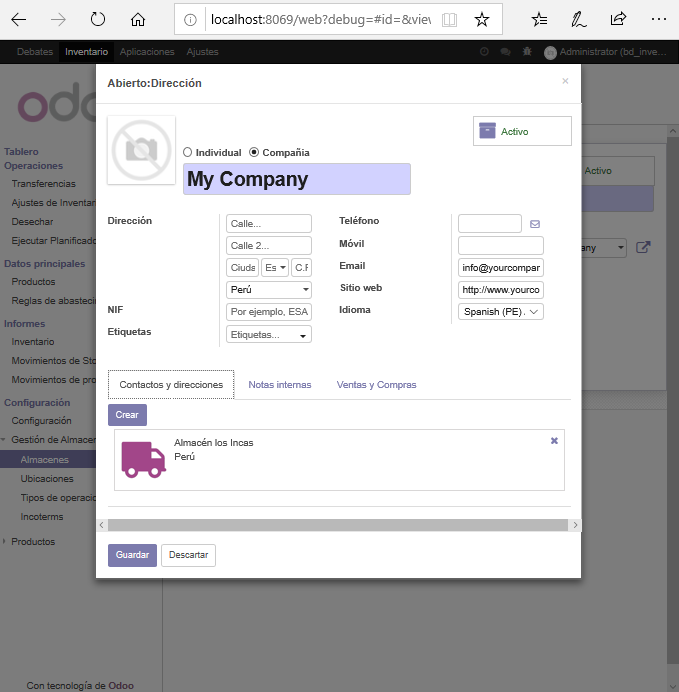 localhost:8069/web?debug=#id=&viev
Debates Inventario Aplicaciones Ajustes Administrator (bd_inve...
odoo
Tablero
Operaciones
Transferencias
Ajustes de Inventari
Desechar
Ejecutar Planificado
Datos principales
Productos
Reglas de abasteci
Informes
Inventario
Movimientos de Sto
Movimientos de pro
Configuración
Configuración
Gestión de Almacer
Almacenes
Ubicaciones
Tipos de operacio
Incoterms
Productos
Con tecnología de Odoo
Abierto:Dirección ×
Activo
Individual Compañia
My Company
Dirección
Calle...
Calle 2...
Ciuda Es C.F
Perú
NIF Por ejemplo, ESA
Etiquetas Etiquetas...
Teléfono
Móvil
Email info@yourcompar
Sitio web http://www.yourco
Idioma Spanish (PE)
Contactos y direcciones Notas internas Ventas y Compras
Crear
Almacén los Incas
Perú
Guardar Descartar
Activo
any